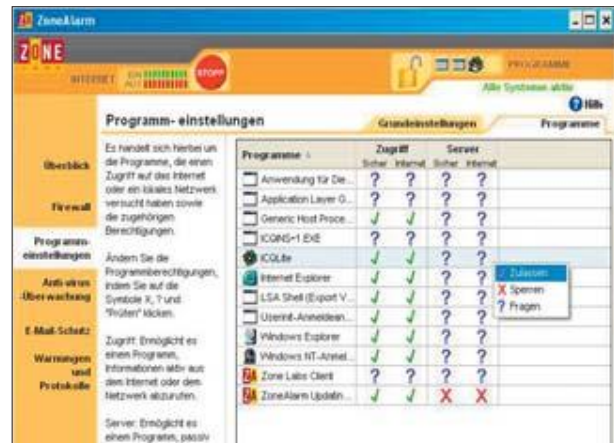 ZoneAlarm
ZONE
INTERNET
EIN
AUS
STOPP
PROGRAMME
Alle Systeme aktiv
Hilfe
Programm- einstellungen
Grundeinstellungen
Programme
Überblick
Firewall
Programm-
einstellungen
Anti-virus
-Überwachung
E-Mail-Schutz
Warnungen
und
Protokolle
Es handelt sich hierbei um
die Programme, die einen
Zugriff auf das Internet
oder ein lokales Netzwerk
versucht haben sowie
die zugehörigen
Berechtigungen.
Ändern Sie die
Programmberechtigungen,
indem Sie auf die
Symbole X, ? und
"Prüfen" klicken.
Zugriff: Ermöglicht es
einem Programm,
Informationen aktiv aus
dem Internet oder dem
Netzwerk abzurufen.
Server: Ermöglicht es
einem Programm, passiv
Programme
Zugriff
Server
Sicher Internet Sicher Internet
Anwendung für Die... ? ? ? ?
Application Layer G... ? ? ? ?
Generic Host Proce... √ √ ? ?
ICQINS~1.EXE ? ? ? ?
ICQLite √ √ ? ?
Internet Explorer √ √ ? ?
LSA Shell (Export V... √ √ ? ?
Userinit-Anmeldean... √ √ ? ?
Windows Explorer √ √ ? ?
Windows NT-Anmel... √ √ ? ?
ZA Zone Labs Client ? ? ? ?
ZA ZoneAlarm Updatin... √ √ X X
√ Zulassen
X Sperren
? Fragen